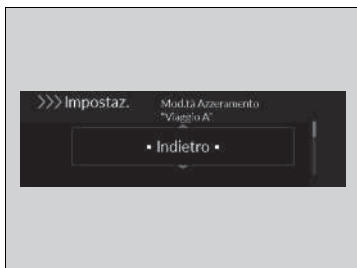 >>> Impostaz.
Mod.tà Azzeramento
"Viaggio A"
▪ Indietro ▪